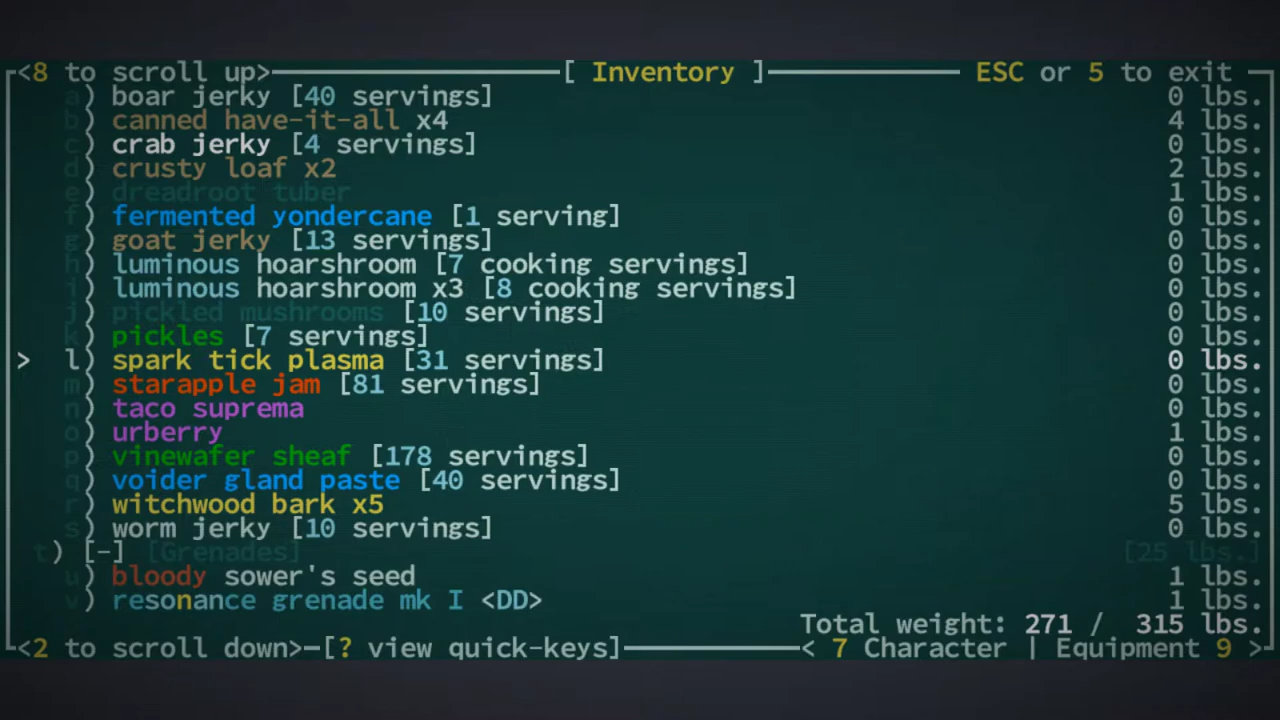 <8 to scroll up> [ Inventory ] ESC or 5 to exit
a) boar jerky [40 servings] 0 lbs.
b) canned have-it-all x4 4 lbs.
c) crab jerky [4 servings] 0 lbs.
d) crusty loaf x2 2 lbs.
e) dreadroot tuber 1 lbs.
f) fermented yondercane [1 serving] 0 lbs.
g) goat jerky [13 servings] 0 lbs.
h) luminous hoarshroom [7 cooking servings] 0 lbs.
i) luminous hoarshroom x3 [8 cooking servings] 0 lbs.
j) pickled mushrooms [10 servings] 0 lbs.
k) pickles [7 servings] 0 lbs.
> l) spark tick plasma [31 servings] 0 lbs.
m) starapple jam [81 servings] 0 lbs.
n) taco suprema 0 lbs.
o) urberry 1 lbs.
p) vinewafer sheaf [178 servings] 0 lbs.
q) voider gland paste [40 servings] 0 lbs.
r) witchwood bark x5 5 lbs.
s) worm jerky [10 servings] 0 lbs.
t) [-] [Grenades] [25 lbs.]
u) bloody sower's seed 1 lbs.
v) resonance grenade mk I <DD> 1 lbs.
Total weight: 271 / 315 lbs.
<2 to scroll down> [? view quick-keys] < 7 Character | Equipment 9 >